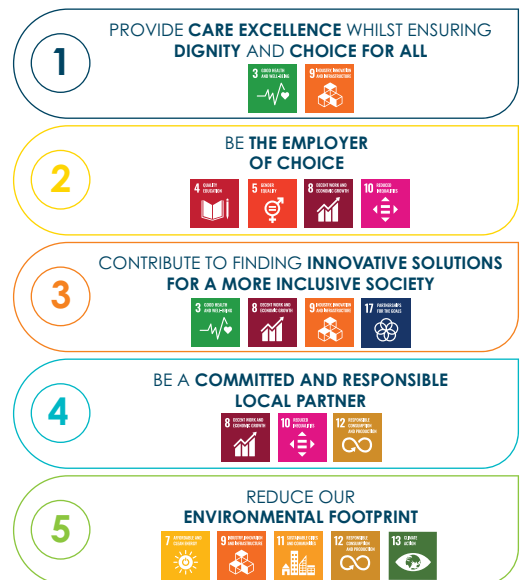 1
PROVIDE CARE EXCELLENCE WHILST ENSURING
DIGNITY AND CHOICE FOR ALL
3 GOOD HEALTH
AND WELL-BEING
9 INDUSTRY, INNOVATION
AND INFRASTRUCTURE
2
BE THE EMPLOYER
OF CHOICE
4 QUALITY
EDUCATION
5 GENDER
EQUALITY
8 DECENT WORK AND
ECONOMIC GROWTH
10 REDUCED
INEQUALITIES
3
CONTRIBUTE TO FINDING INNOVATIVE SOLUTIONS
FOR A MORE INCLUSIVE SOCIETY
3 GOOD HEALTH
AND WELL-BEING
8 DECENT WORK AND
ECONOMIC GROWTH
9 INDUSTRY, INNOVATION
AND INFRASTRUCTURE
17 PARTNERSHIPS
FOR THE GOALS
4
BE A COMMITTED AND RESPONSIBLE
LOCAL PARTNER
8 DECENT WORK AND
ECONOMIC GROWTH
10 REDUCED
INEQUALITIES
12 RESPONSIBLE
CONSUMPTION
AND PRODUCTION
5
REDUCE OUR
ENVIRONMENTAL FOOTPRINT
7 AFFORDABLE AND
CLEAN ENERGY
9 INDUSTRY, INNOVATION
AND INFRASTRUCTURE
11 SUSTAINABLE CITIES
AND COMMUNITIES
12 RESPONSIBLE
CONSUMPTION
AND PRODUCTION
13 CLIMATE
ACTION